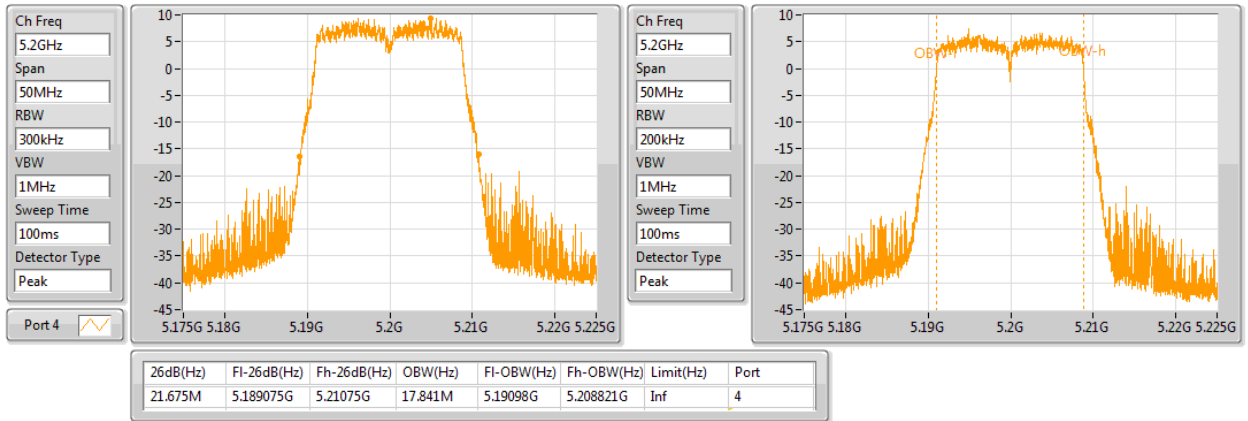 Ch Freq
5.2GHz
Span
50MHz
RBW
300kHz
VBW
1MHz
Sweep Time
100ms
Detector Type
Peak
Port 4
10
5
0
-5
-10
-15
-20
-25
-30
-35
-40
-45
5.175G 5.18G 5.19G 5.2G 5.21G 5.22G 5.225G
Ch Freq
5.2GHz
Span
50MHz
RBW
200kHz
VBW
1MHz
Sweep Time
100ms
Detector Type
Peak
10
5
0
-5
-10
-15
-20
-25
-30
-35
-40
-45
OBW-h
5.175G 5.18G 5.19G 5.2G 5.21G 5.22G 5.225G
26dB(Hz) Fl-26dB(Hz) Fh-26dB(Hz) OBW(Hz) Fl-OBW(Hz) Fh-OBW(Hz) Limit(Hz) Port
21.675M 5.189075G 5.21075G 17.841M 5.19098G 5.208821G Inf 4